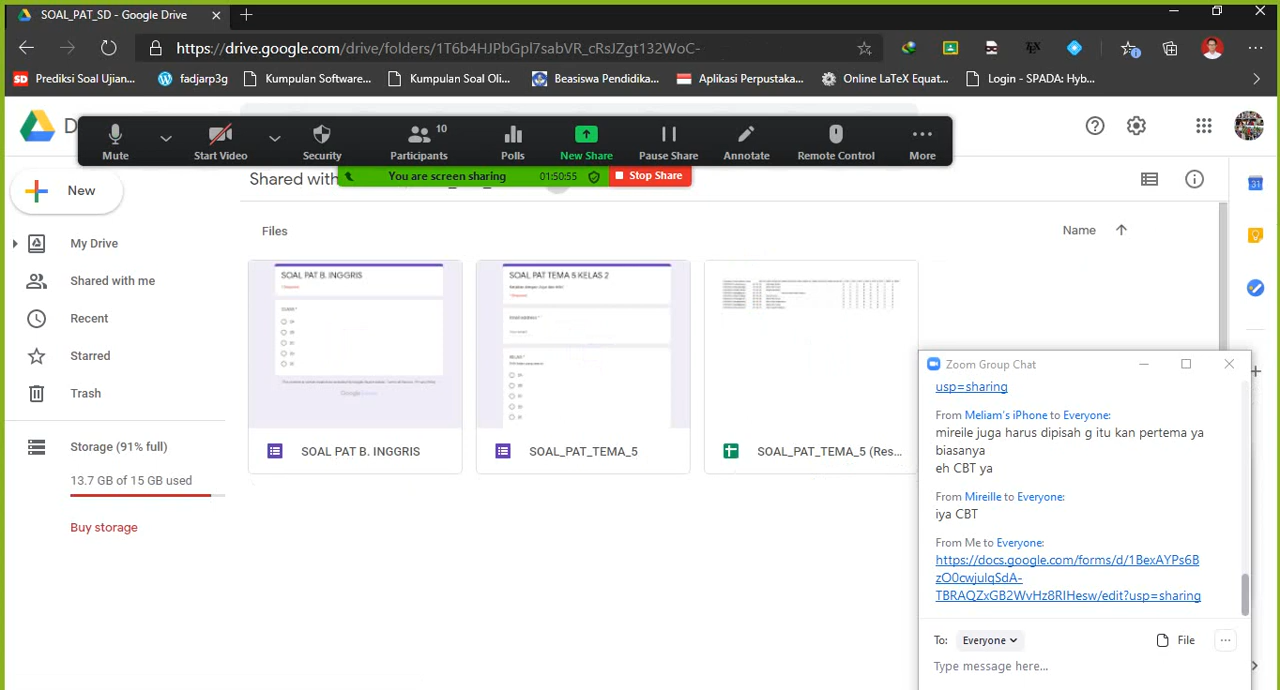 SOAL_PAT_SD - Google Drive
https://drive.google.com/drive/folders/1T6b4HJPbGpl7sabVR_cRsJZgt132WoC-
Prediksi Soal Ujian...
fadjarp3g
Kumpulan Software...
Kumpulan Soal Oli...
Beasiswa Pendidika...
Aplikasi Perpustaka...
Online LaTeX Equat...
Login - SPADA: Hyb...
D
Mute
Start Video
Security
Participants
10
Polls
New Share
Pause Share
Annotate
Remote Control
More
You are screen sharing
01:50:55
Stop Share
New
Shared with
My Drive
Shared with me
Recent
Starred
Trash
Storage (91% full)
13.7 GB of 15 GB used
Buy storage
Files
Name
SOAL PAT B. INGGRIS
SOAL PAT TEMA 5 KELAS 2
SOAL PAT B. INGGRIS
SOAL_PAT_TEMA_5
SOAL_PAT_TEMA_5 (Res...
Zoom Group Chat
usp=sharing
From Meliam's iPhone to Everyone:
mireile juga harus dipisah g itu kan pertema ya
biasanya
eh CBT ya
From Mireille to Everyone:
iya CBT
From Me to Everyone:
https://docs.google.com/forms/d/1BexAYPs6B
zO0cwjulqSdA-
TBRAQZxGB2WvHz8RIHesw/edit?usp=sharing
To: Everyone
File
Type message here...